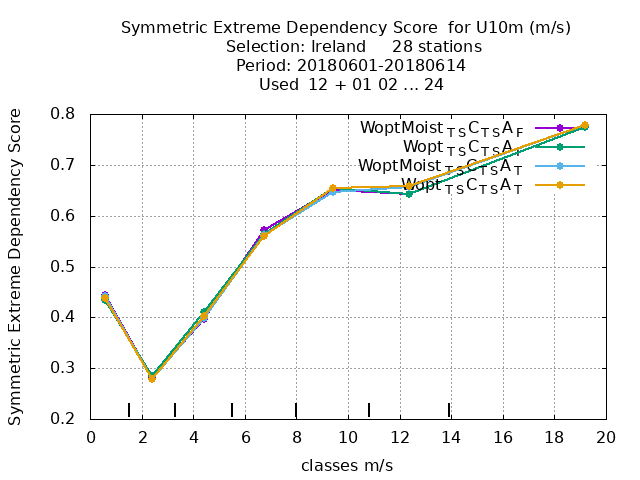 Symmetric Extreme Dependency Score for U10m (m/s)
Selection: Ireland 28 stations
Period: 20180601-20180614
Used 12 + 01 02 ... 24
Symmetric Extreme Dependency Score
0.8
0.7
0.6
0.5
0.4
0.3
0.2
WoptMoist_TSC_TSA_F
Wopt_TSC_TSA_F
WoptMoist_TSC_TSA_T
Wopt_TSC_TSA_T
0 2 4 6 8 10 12 14 16 18 20
classes m/s